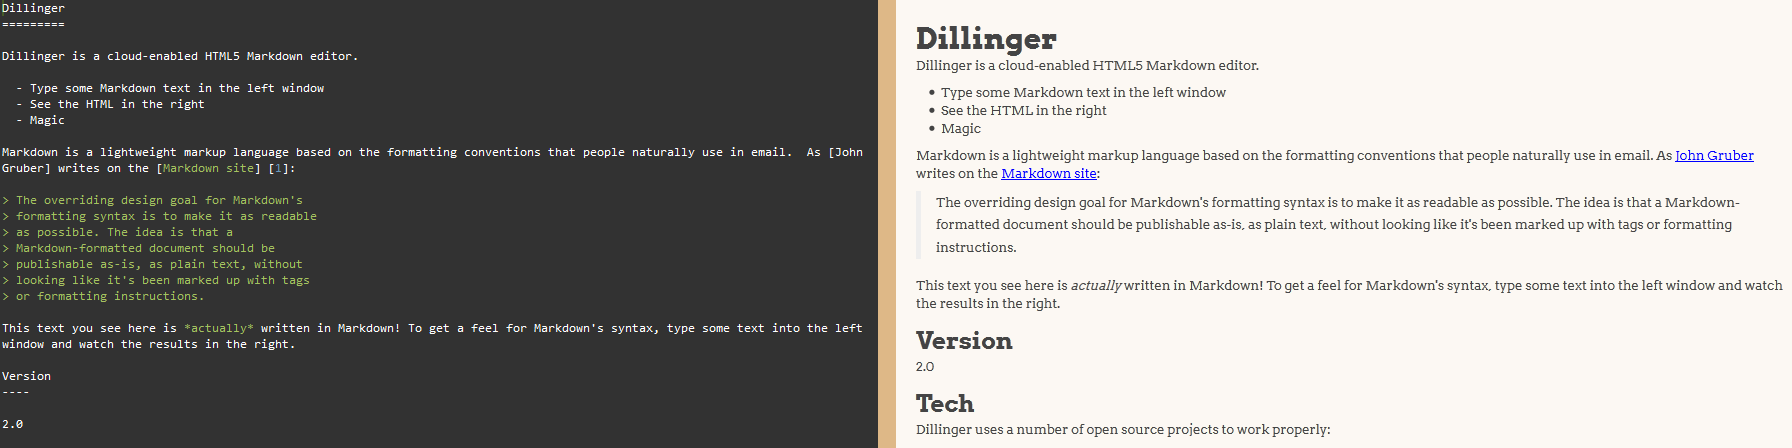 Dillinger
=========
Dillinger is a cloud-enabled HTML5 Markdown editor.
- Type some Markdown text in the left window
- See the HTML in the right
- Magic
Markdown is a lightweight markup language based on the formatting conventions that people naturally use in email.  As [John
Gruber] writes on the [Markdown site] [1]:
> The overriding design goal for Markdown's
> formatting syntax is to make it as readable
> as possible. The idea is that a
> Markdown-formatted document should be
> publishable as-is, as plain text, without
> looking like it's been marked up with tags
> or formatting instructions.
This text you see here is *actually* written in Markdown! To get a feel for Markdown's syntax, type some text into the left
window and watch the results in the right.
Version
----
2.0
Dillinger
Dillinger is a cloud-enabled HTML5 Markdown editor.
• Type some Markdown text in the left window
• See the HTML in the right
• Magic
Markdown is a lightweight markup language based on the formatting conventions that people naturally use in email. As John Gruber
writes on the Markdown site:
The overriding design goal for Markdown's formatting syntax is to make it as readable as possible. The idea is that a Markdown-
formatted document should be publishable as-is, as plain text, without looking like it's been marked up with tags or formatting
instructions.
This text you see here is actually written in Markdown! To get a feel for Markdown's syntax, type some text into the left window and watch
the results in the right.
Version
2.0
Tech
Dillinger uses a number of open source projects to work properly: